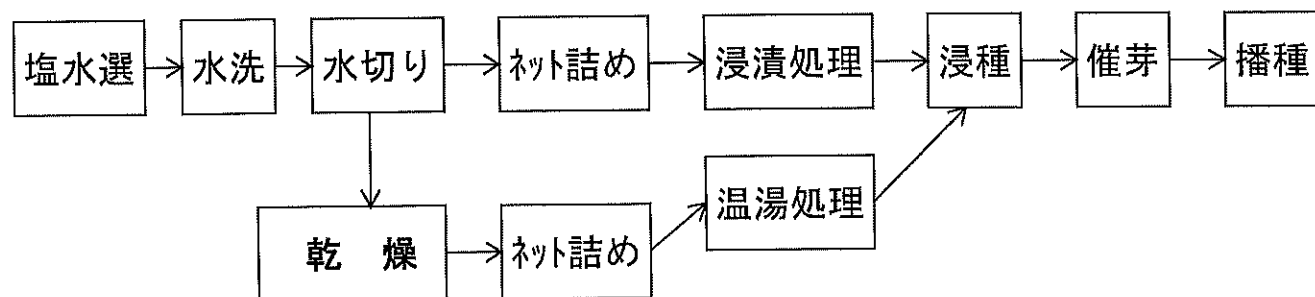 塩水選
水洗
水切り
ネット詰め
浸漬処理
浸種
催芽
播種
乾 燥
ネット詰め
温湯処理